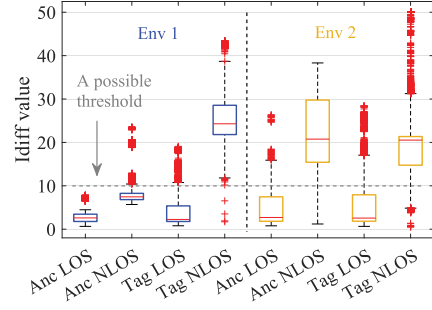 50
40
30
20
10
0
Idiff value
Env 1
Env 2
A possible
threshold
Anc LOS
Anc NLOS
Tag LOS
Tag NLOS
Anc LOS
Anc NLOS
Tag LOS
Tag NLOS